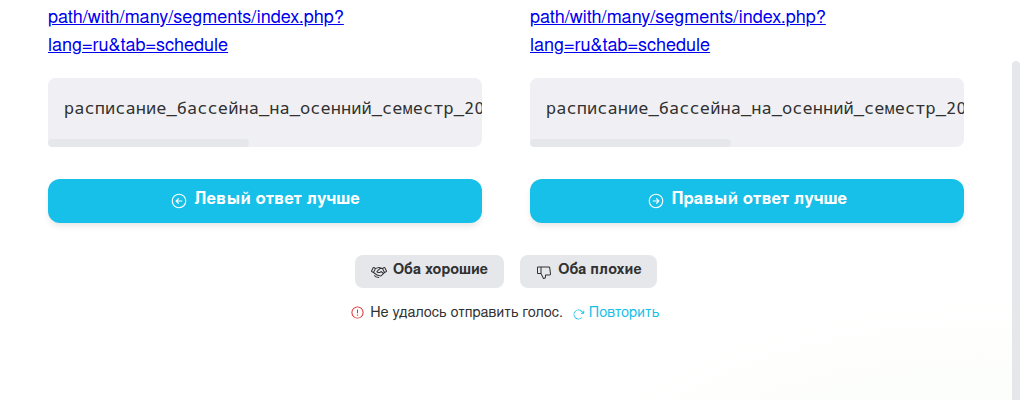 path/with/many/segments/index.php?
lang=ru&tab=schedule
расписание_бассейна_на_осенний_семестр_20
Левый ответ лучше
path/with/many/segments/index.php?
lang=ru&tab=schedule
расписание_бассейна_на_осенний_семестр_20
Правый ответ лучше
Оба хорошие
Оба плохие
Не удалось отправить голос. Повторить